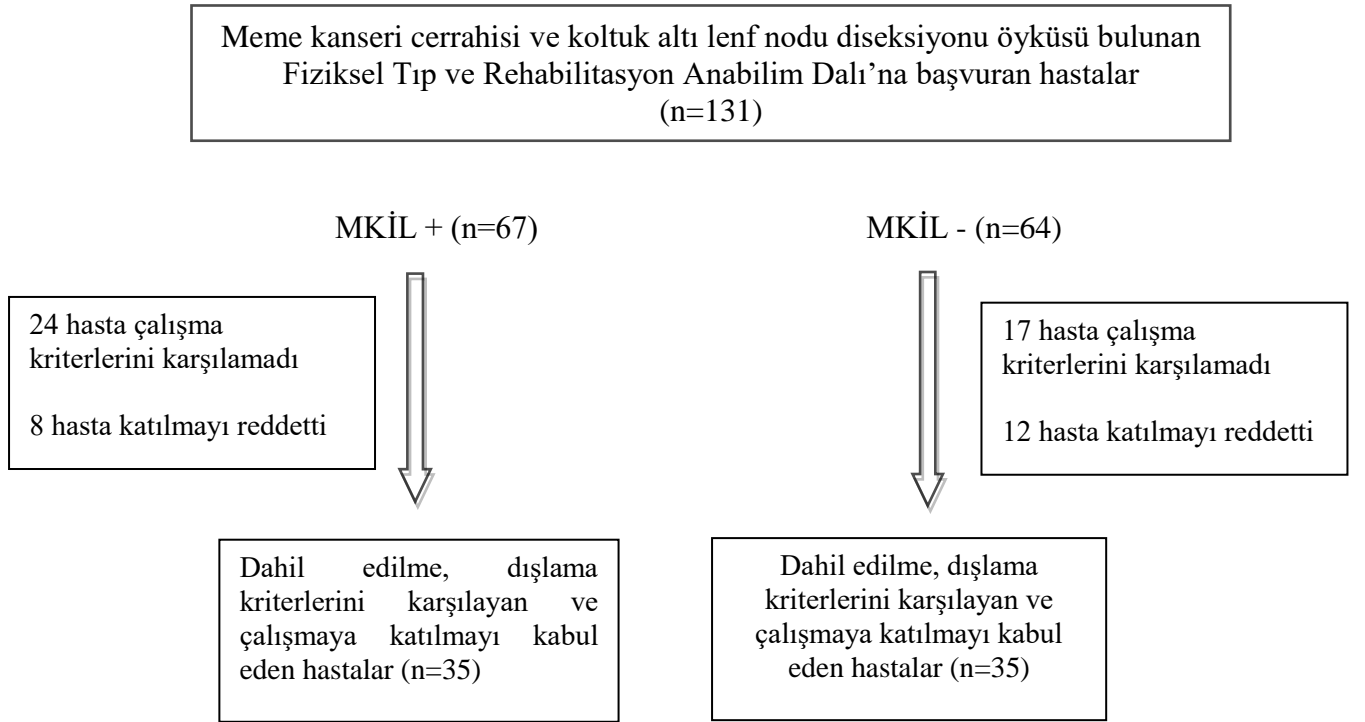 Meme kanseri cerrahisi ve koltuk altı lenf nodu diseksiyonu öyküsü bulunan
Fiziksel Tıp ve Rehabilitasyon Anabilim Dalı’na başvuran hastalar
(n=131)
MKİL + (n=67)
MKİL - (n=64)
24 hasta çalışma
kriterlerini karşılamadı
8 hasta katılmayı reddetti
17 hasta çalışma
kriterlerini karşılamadı
12 hasta katılmayı reddetti
Dahil edilme, dışlama
kriterlerini karşılayan ve
çalışmaya katılmayı kabul
eden hastalar (n=35)
Dahil edilme, dışlama
kriterlerini karşılayan ve
çalışmaya katılmayı kabul
eden hastalar (n=35)